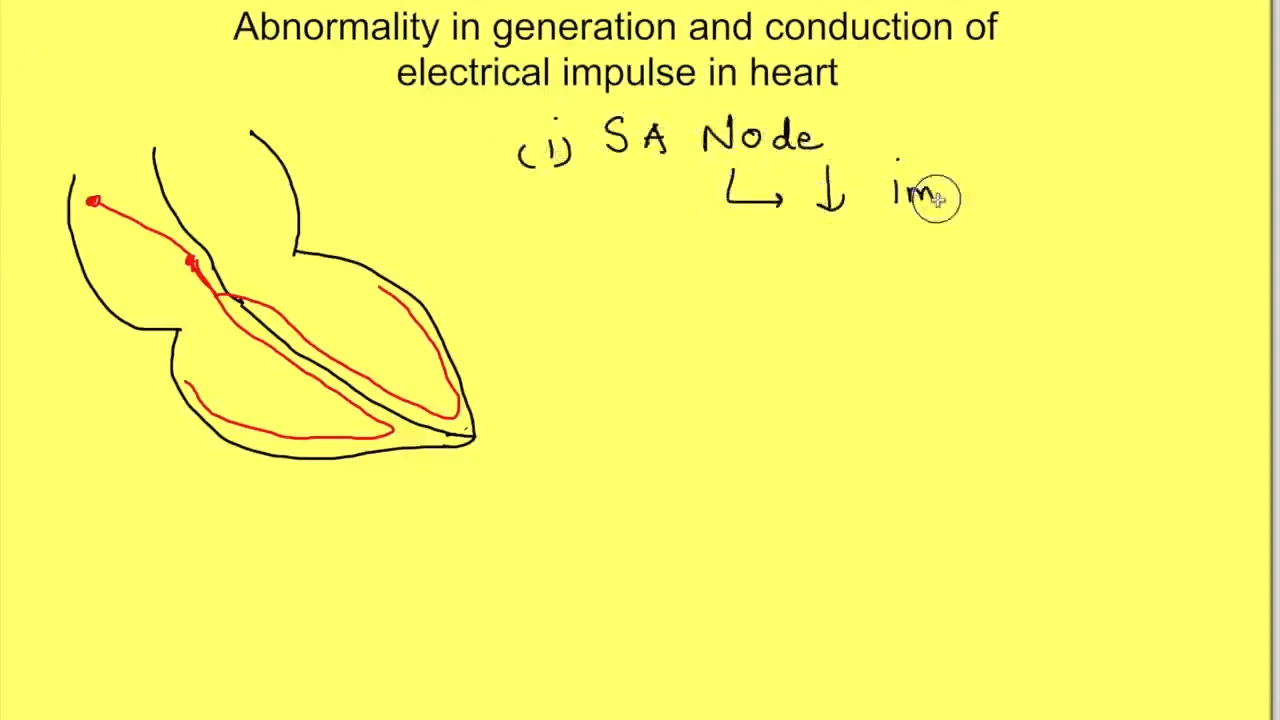 Abnormality in generation and conduction of
electrical impulse in heart
(i) SA Node
↳ ↓ im